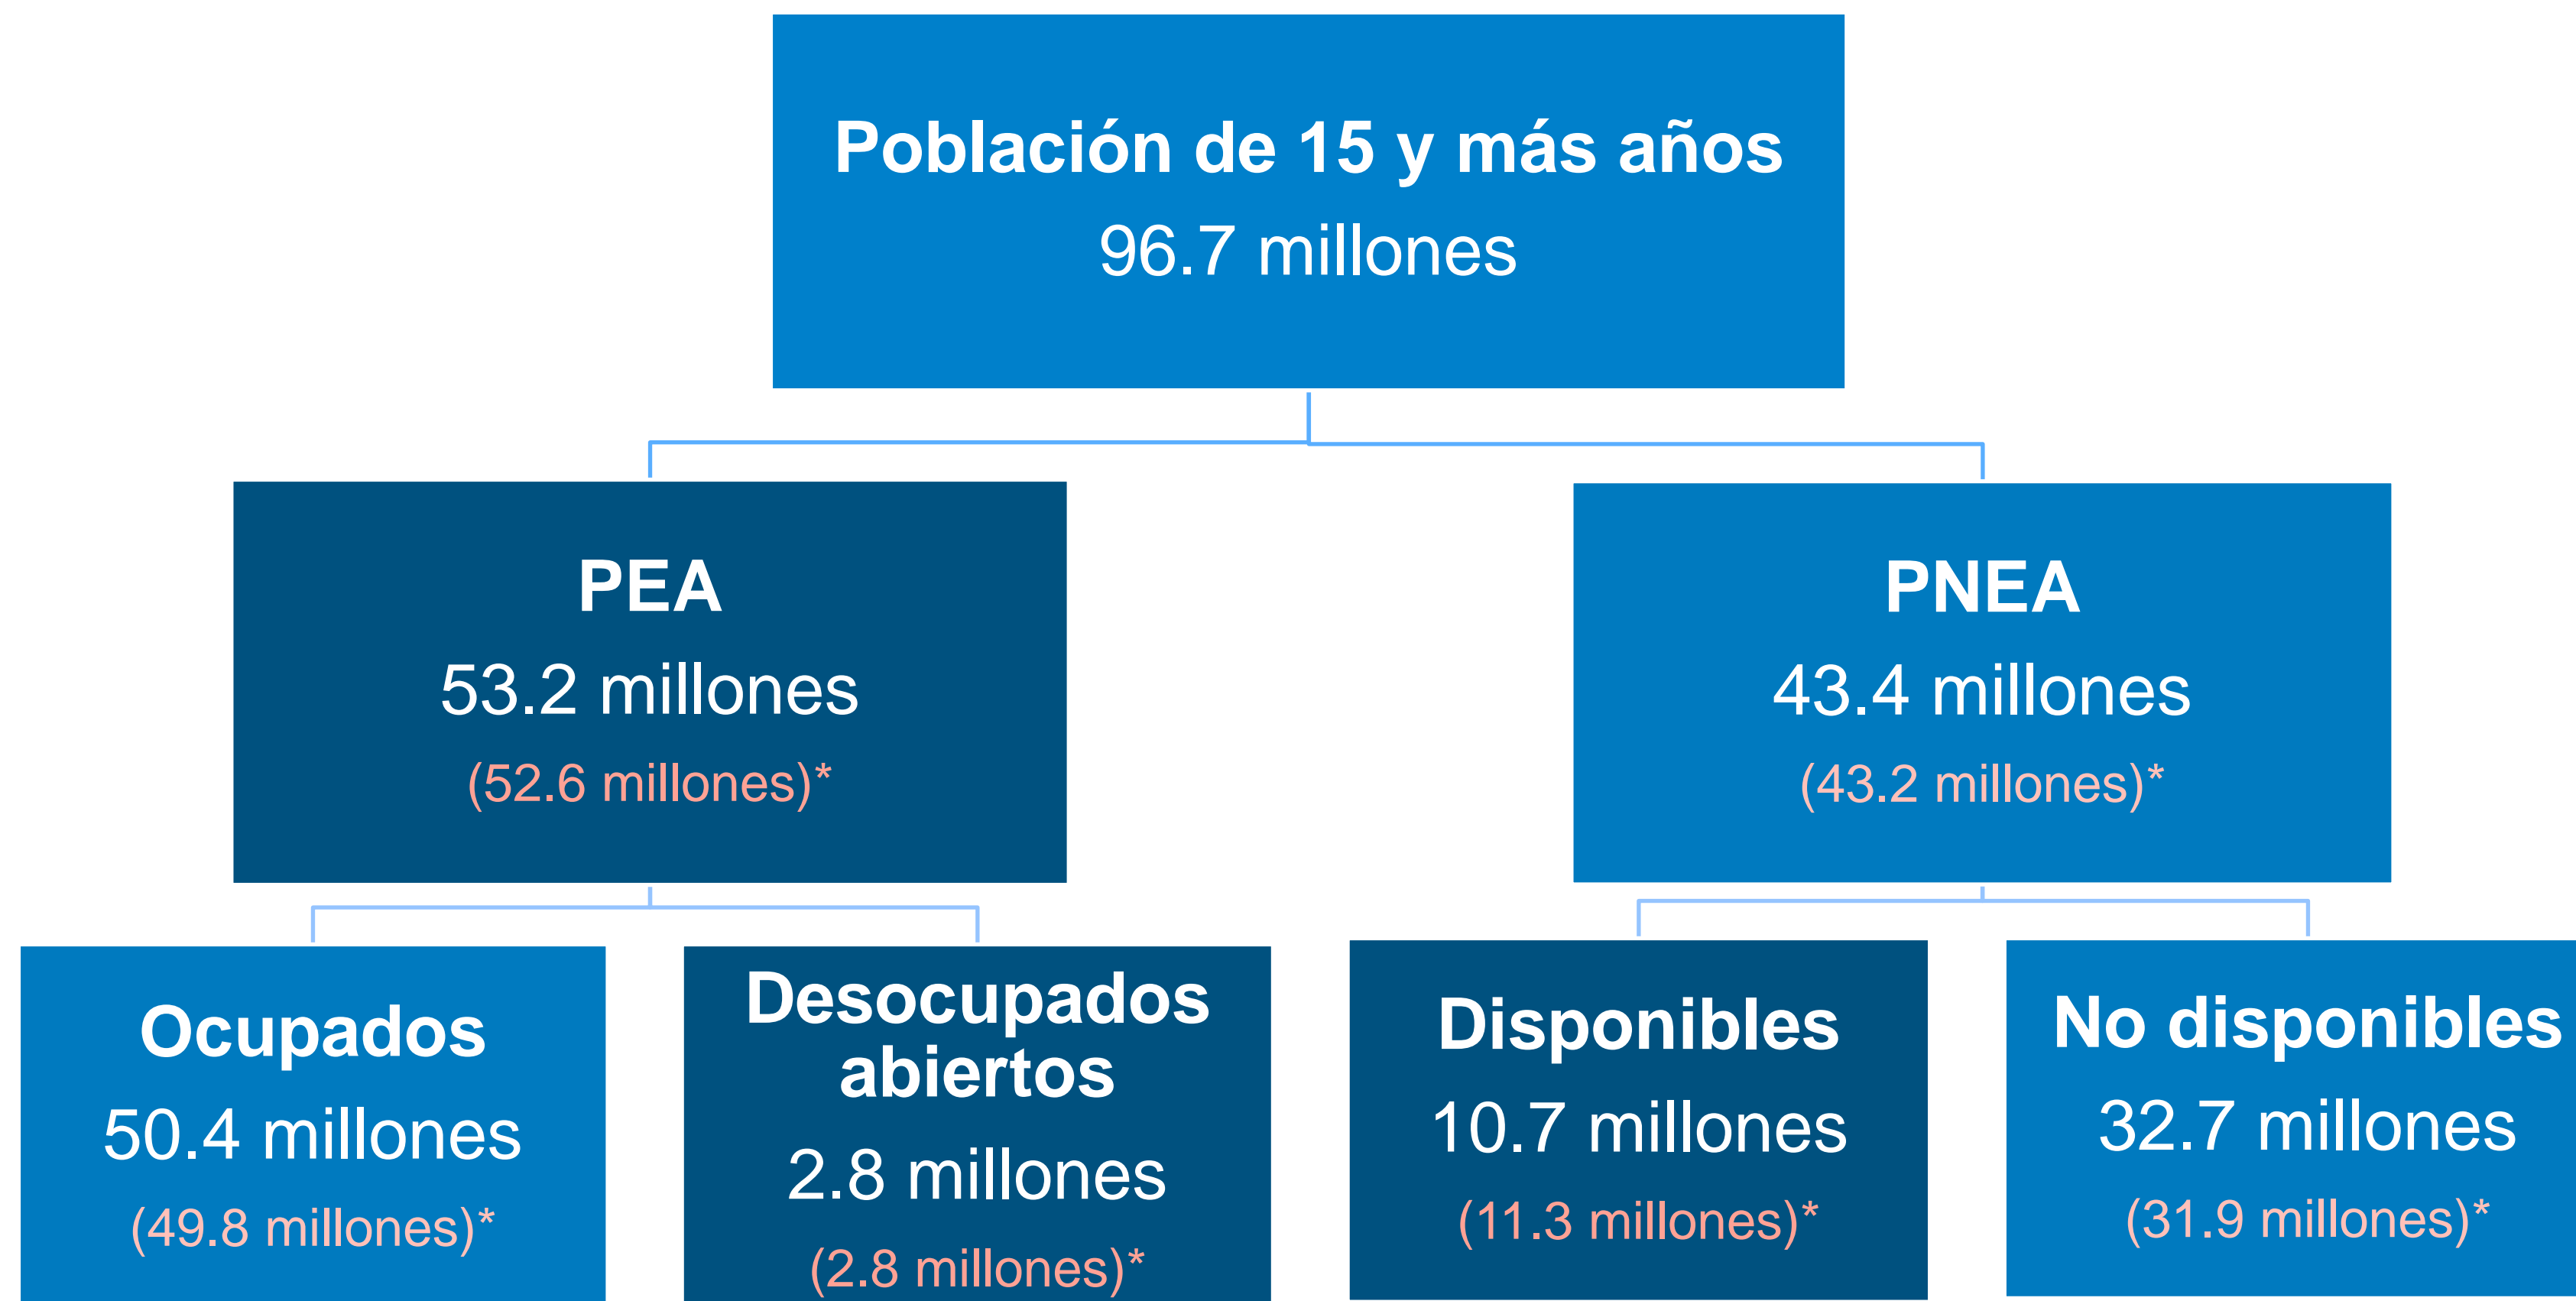 Población de 15 y más años
96.7 millones
PEA
53.2 millones
(52.6 millones)*
PNEA
43.4 millones
(43.2 millones)*
Ocupados
50.4 millones
(49.8 millones)*
Desocupados
abiertos
2.8 millones
(2.8 millones)*
Disponibles
10.7 millones
(11.3 millones)*
No disponibles
32.7 millones
(31.9 millones)*